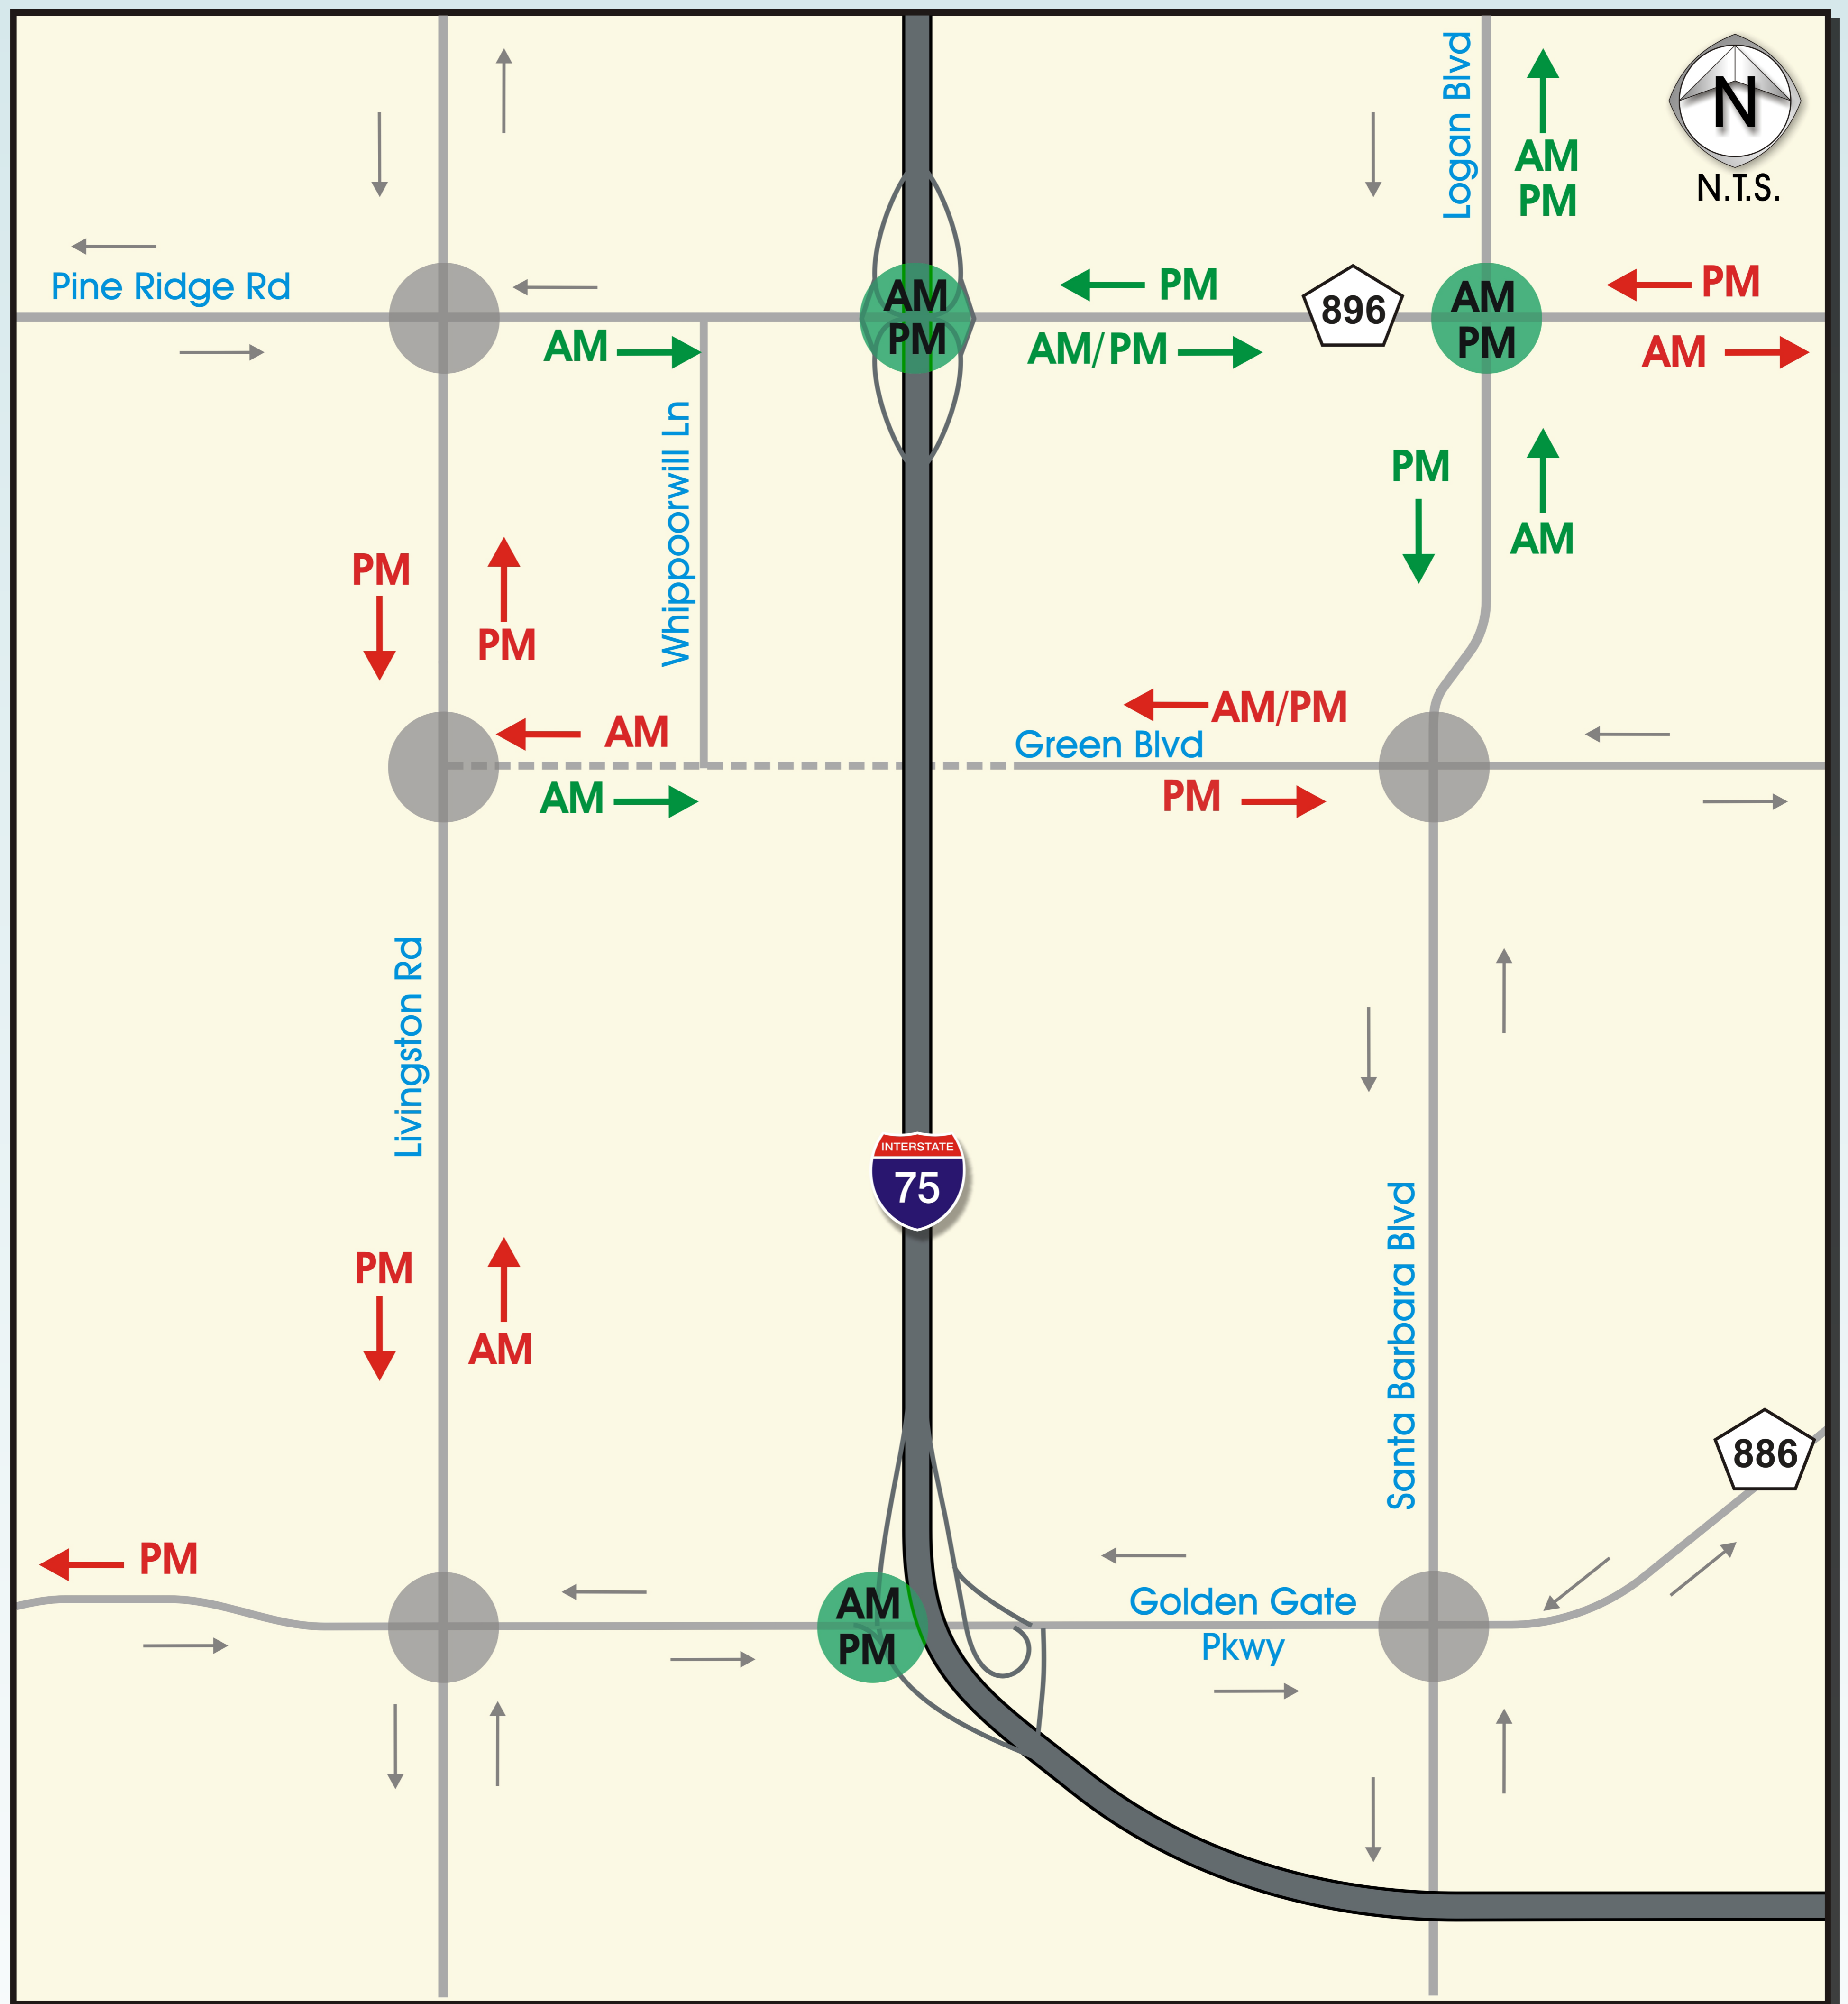 Logan Blvd
N
N.T.S.
AM
PM
Pine Ridge Rd
AM
PM
PM
896
AM
PM
PM
AM
AM/PM
AM
Whippoorwill Ln
PM
AM
PM
PM
AM
AM/PM
Green Blvd
AM
PM
Livingston Rd
INTERSTATE
75
Santa Barbara Blvd
PM
AM
886
PM
AM
PM
Golden Gate
Pkwy